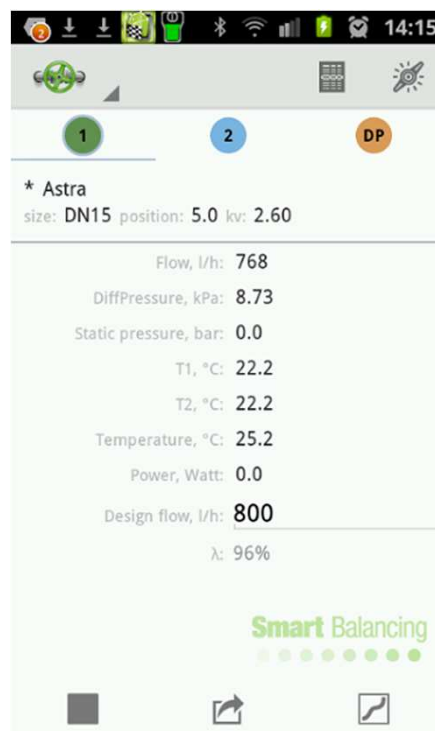 2
14:15
1
2
DP
* Astra
size: DN15 position: 5.0 kv: 2.60
Flow, l/h: 768
DiffPressure, kPa: 8.73
Static pressure, bar: 0.0
T1, °C: 22.2
T2, °C: 22.2
Temperature, °C: 25.2
Power, Watt: 0.0
Design flow, l/h: 800
λ: 96%
Smart Balancing